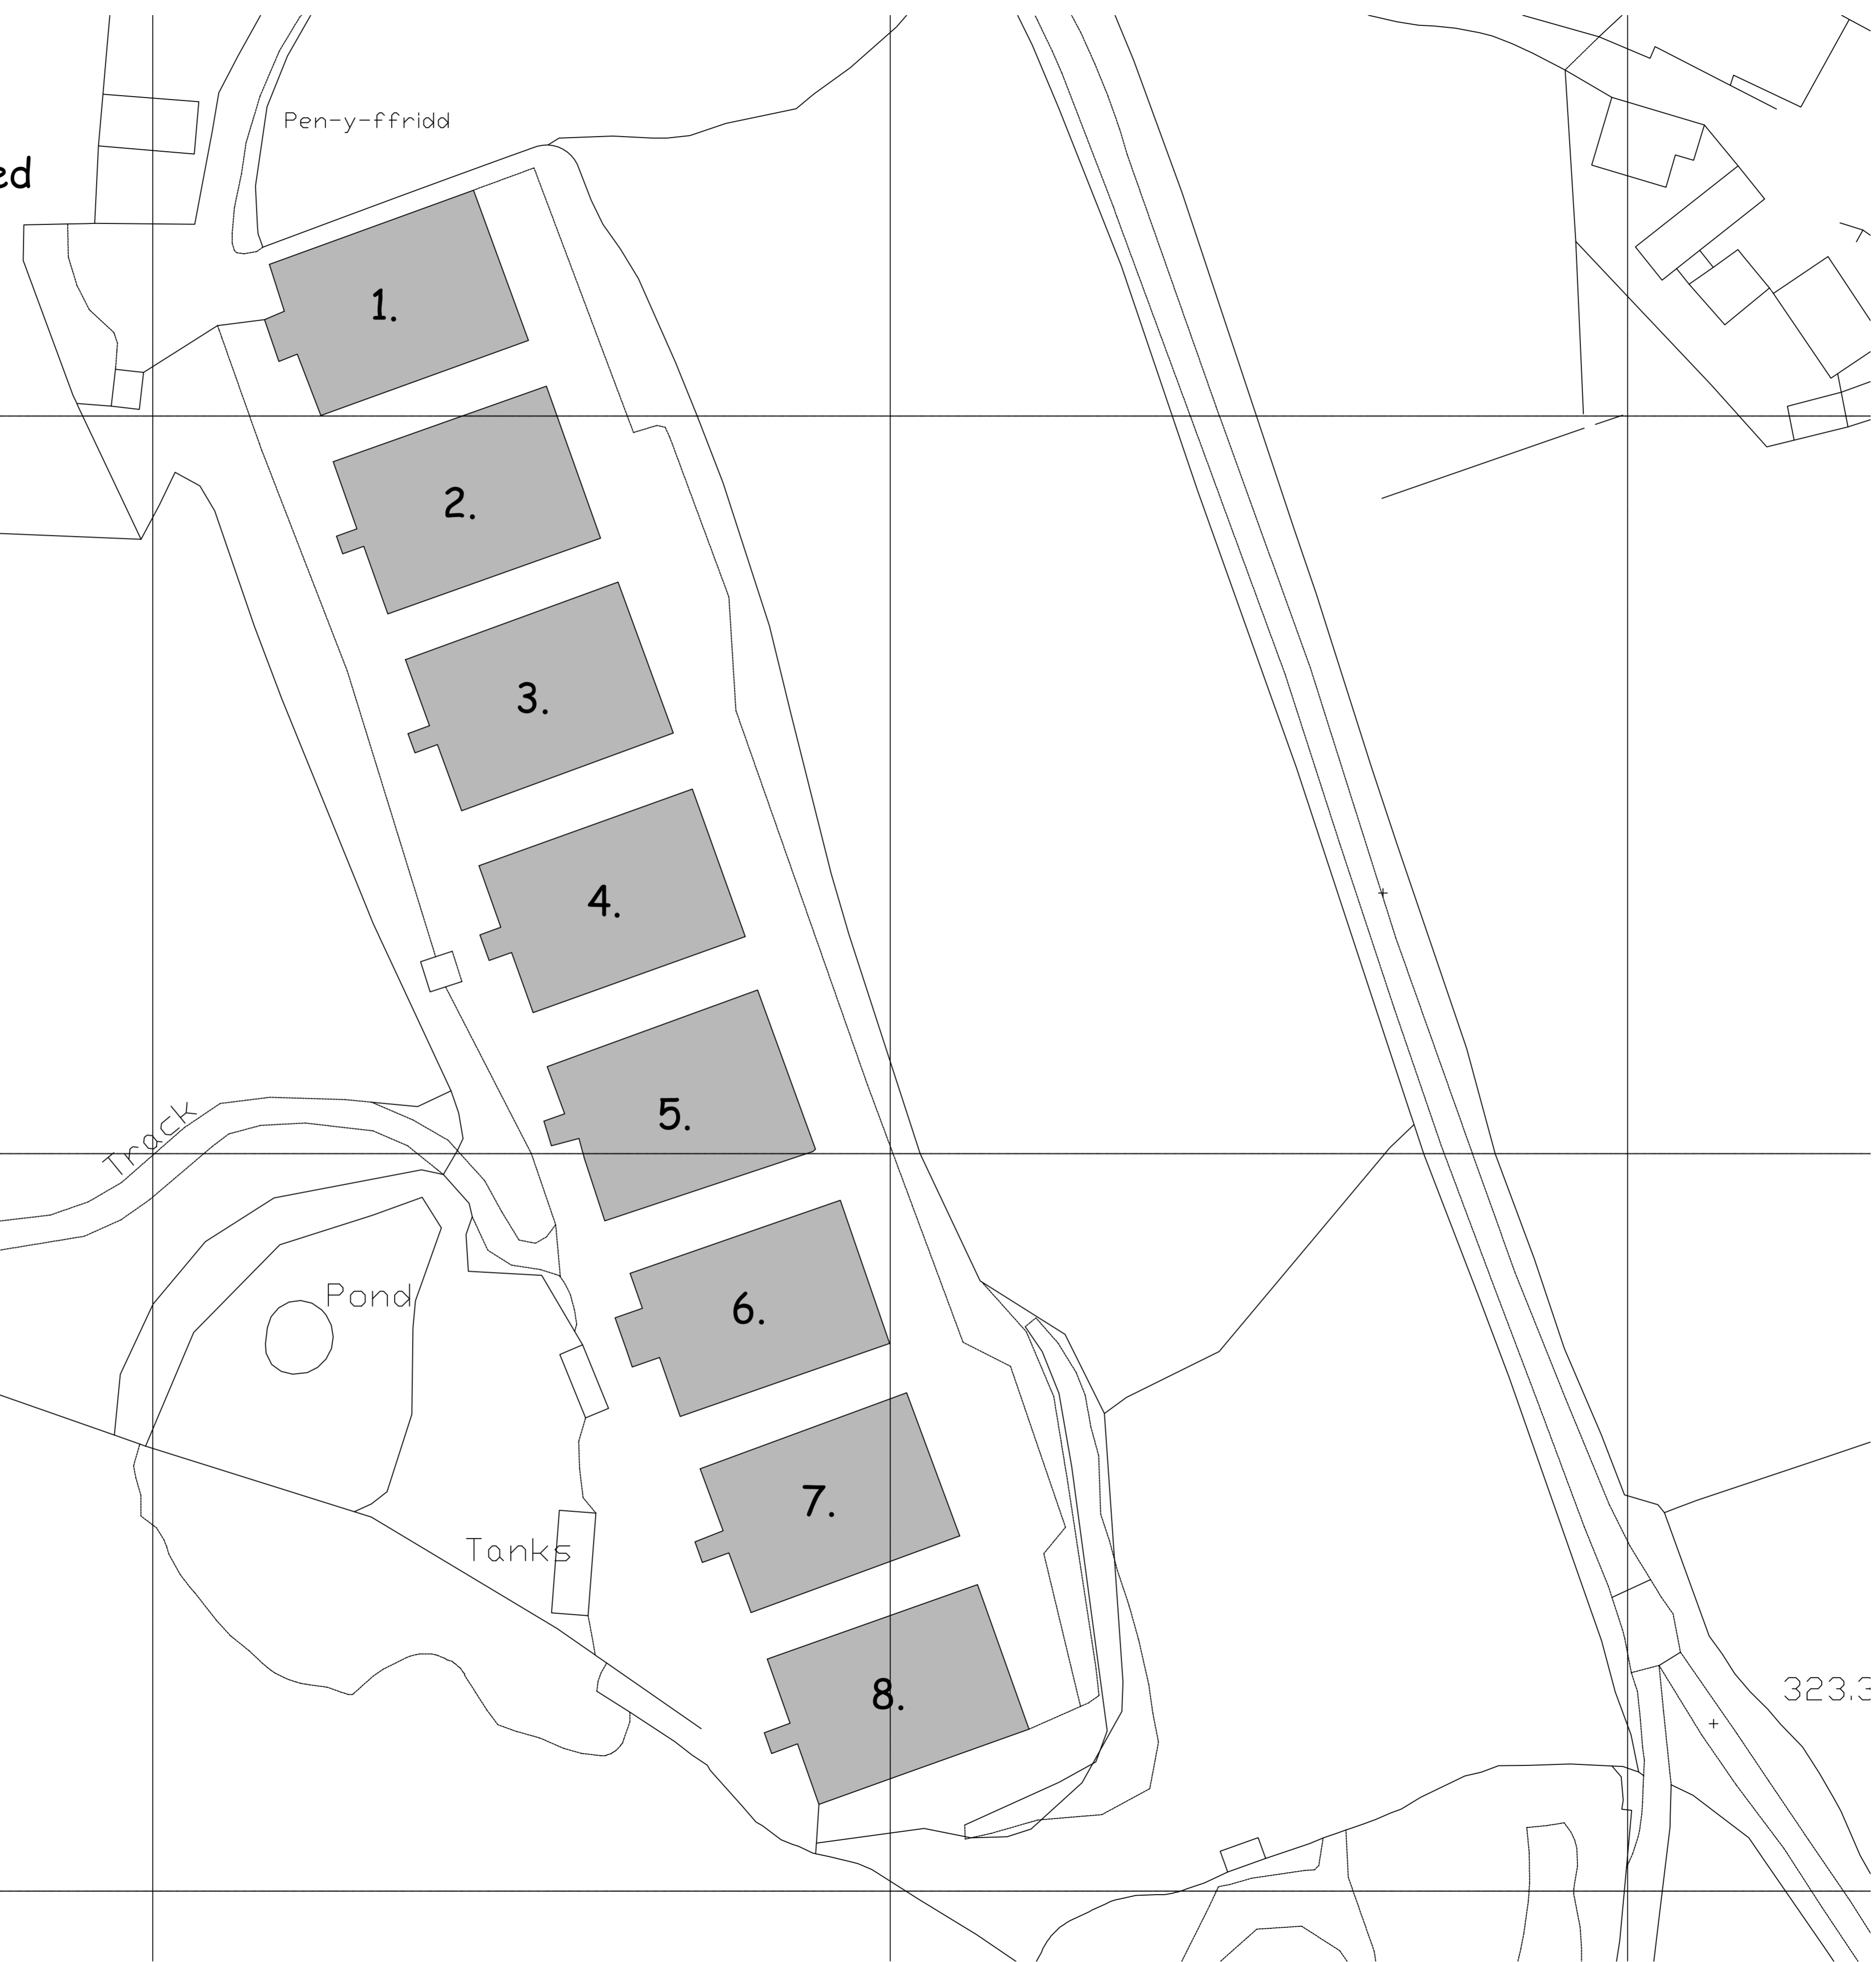 Pen-y-ffridd
ed
1.
2.
3.
4.
5.
Track
Pond
6.
7.
Tanks
8.
323.3